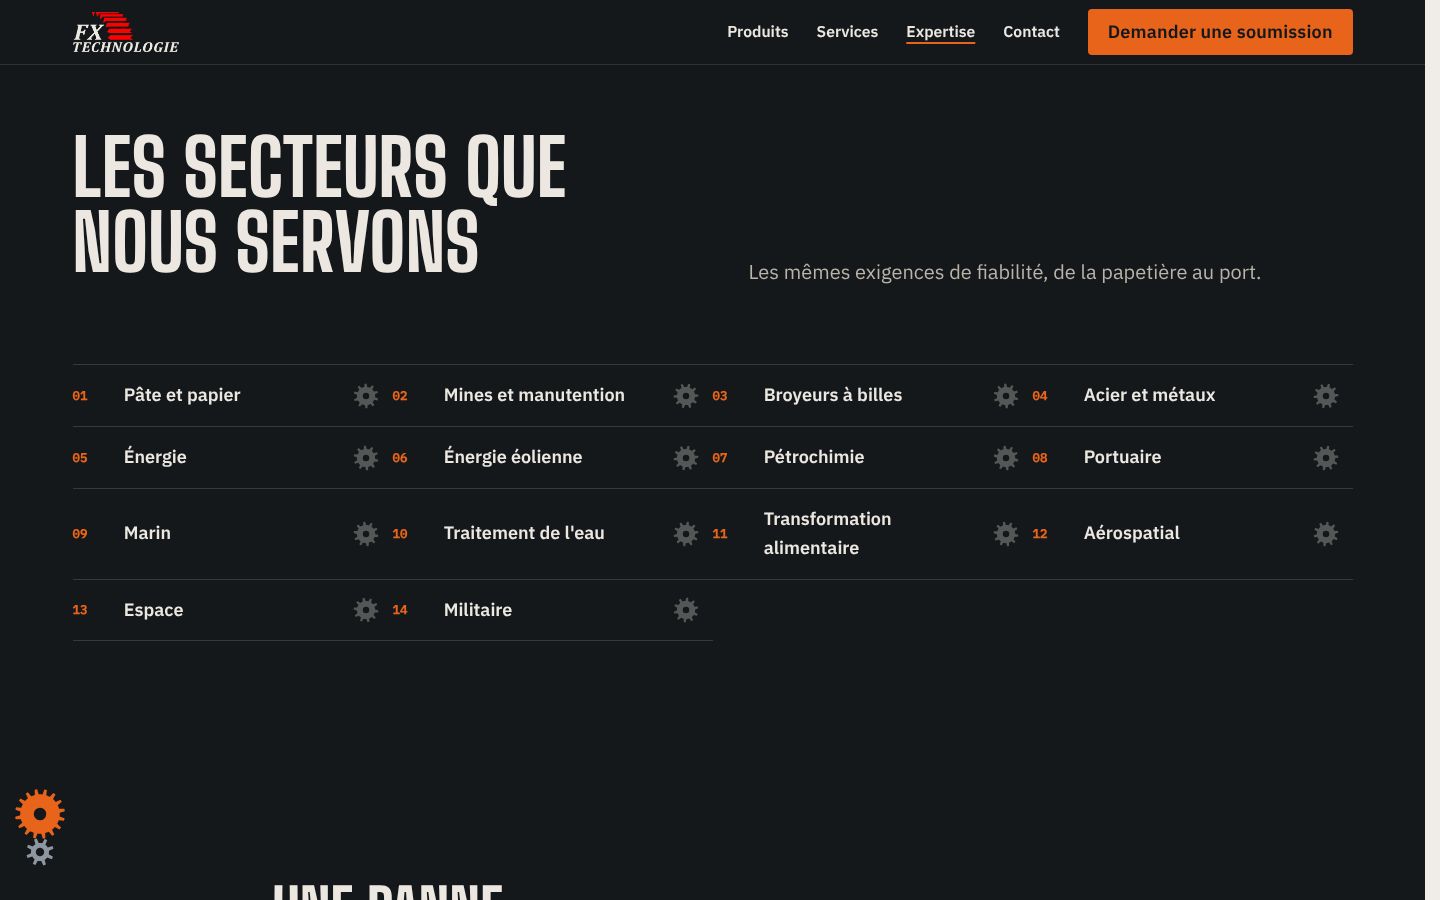 FX
TECHNOLOGIE
Produits
Services
Expertise
Contact
Demander une soumission
LES SECTEURS QUE
NOUS SERVONS
Les mêmes exigences de fiabilité, de la papetière au port.
01 Pâte et papier
02 Mines et manutention
03 Broyeurs à billes
04 Acier et métaux
05 Énergie
06 Énergie éolienne
07 Pétrochimie
08 Portuaire
09 Marin
10 Traitement de l'eau
11 Transformation
alimentaire
12 Aérospatial
13 Espace
14 Militaire
UNE PANNE